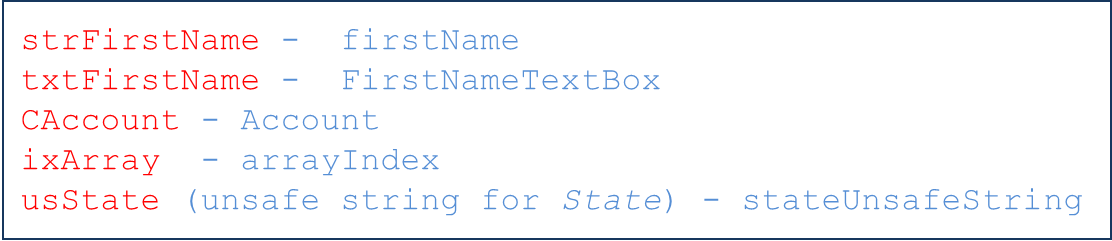 strFirstName - firstName
txtFirstName - FirstNameTextBox
CAccount - Account
ixArray - arrayIndex
usState (unsafe string for State) - stateUnsafeString